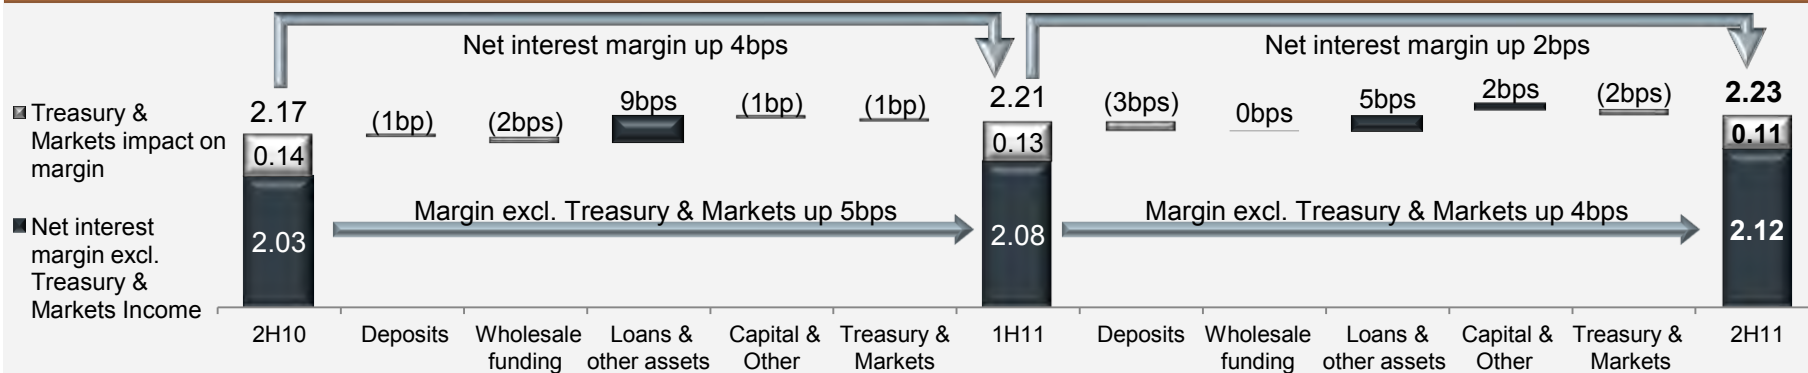 Net interest margin up 4bps
Net interest margin up 2bps
Treasury &
Markets impact on
margin
Net interest
margin excl.
Treasury &
Markets Income
2.17
(1bp)
(2bps)
9bps
(1bp)
(1bp)
2.21
(3bps)
0bps
5bps
2bps
(2bps)
2.23
0.14
0.13
0.11
Margin excl. Treasury & Markets up 5bps
Margin excl. Treasury & Markets up 4bps
2.03
2.08
2.12
2H10
Deposits
Wholesale
funding
Loans &
other assets
Capital &
Other
Treasury &
Markets
1H11
Deposits
Wholesale
funding
Loans &
other assets
Capital &
Other
Treasury &
Markets
2H11